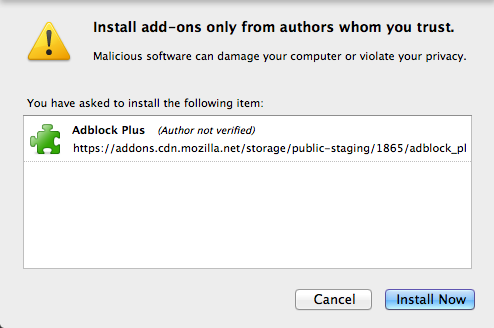 Install add-ons only from authors whom you trust.
Malicious software can damage your computer or violate your privacy.
You have asked to install the following item:
Adblock Plus (Author not verified)
https://addons.cdn.mozilla.net/storage/public-staging/1865/adblock_pl
Cancel
Install Now